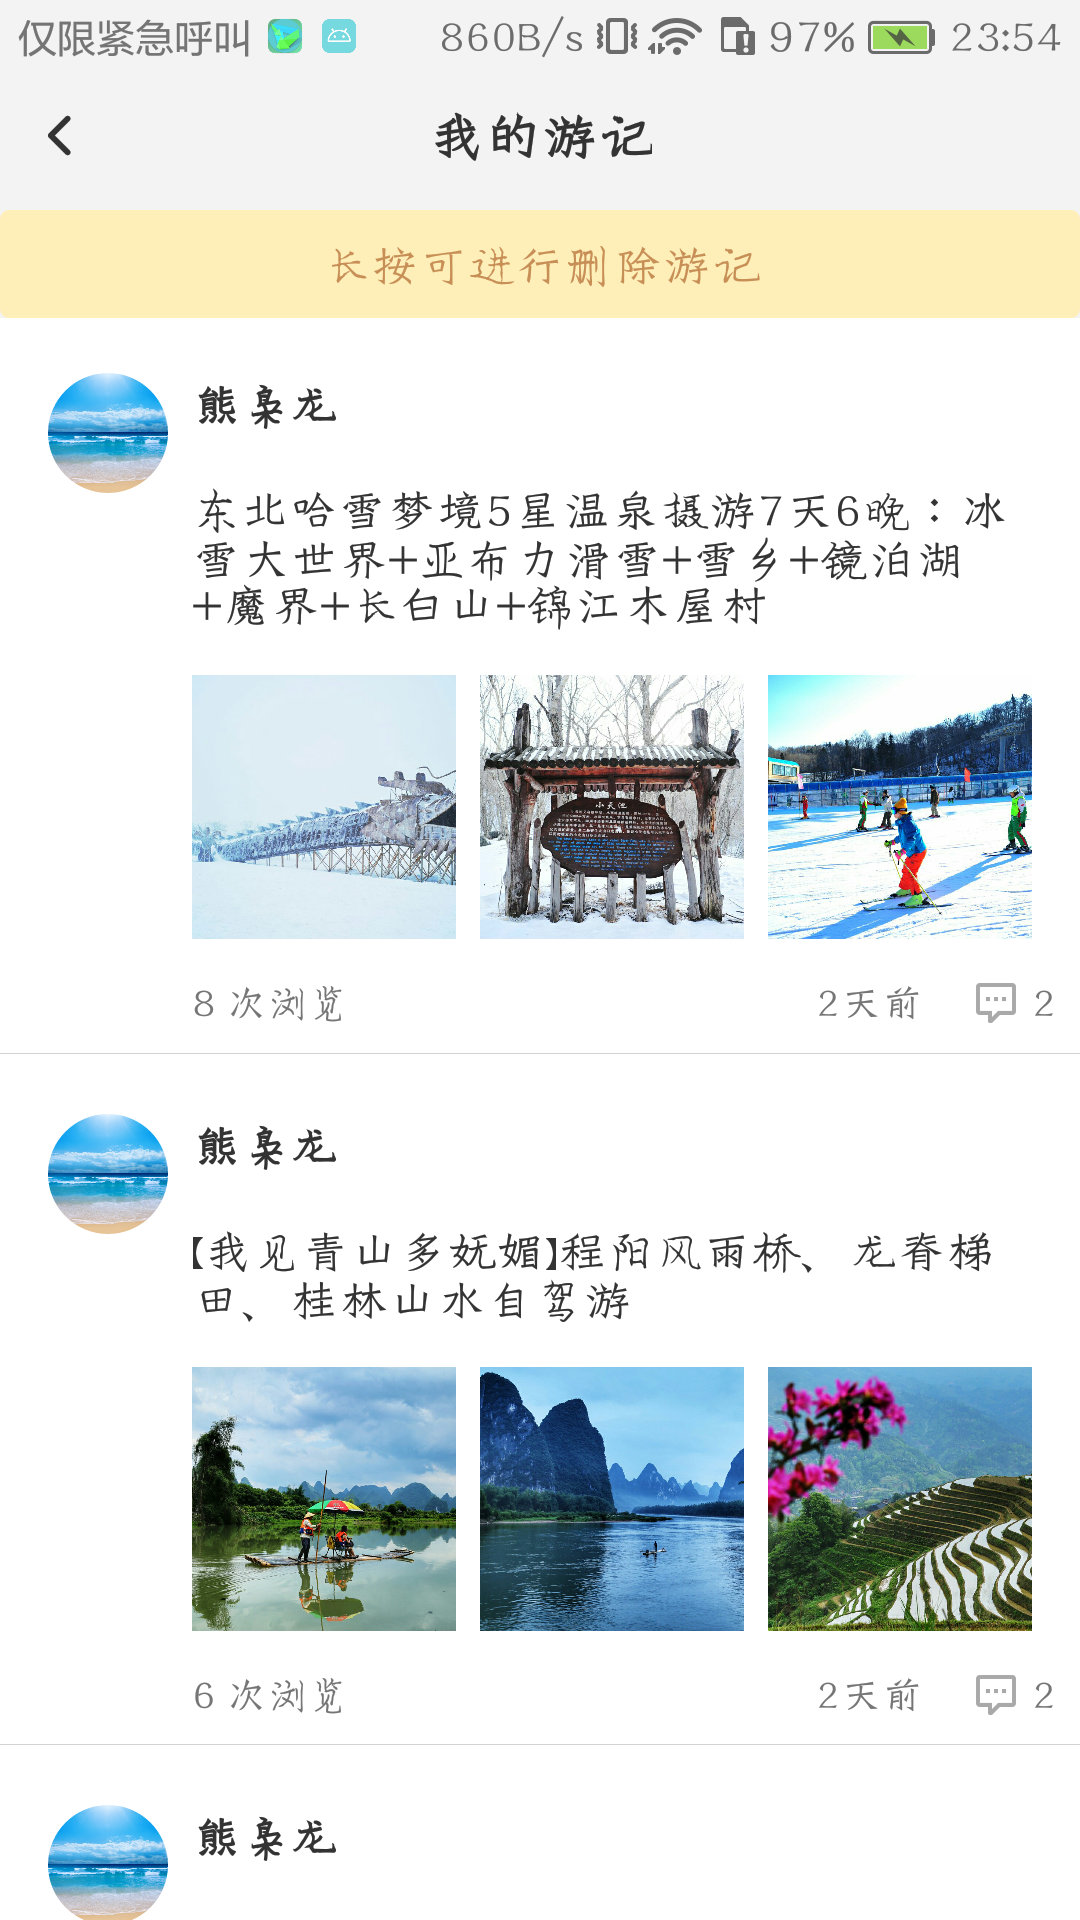 仅限紧急呼叫 860B/s 97% 23:54
我的游记
长按可进行删除游记
熊枭龙
东北哈雪梦境5星温泉摄游7天6晚：冰
雪大世界+亚布力滑雪+雪乡+镜泊湖
+魔界+长白山+锦江木屋村
小天池
8 次浏览 2天前 2
熊枭龙
【我见青山多妩媚】程阳风雨桥、龙脊梯
田、桂林山水自驾游
6 次浏览 2天前 2
熊枭龙